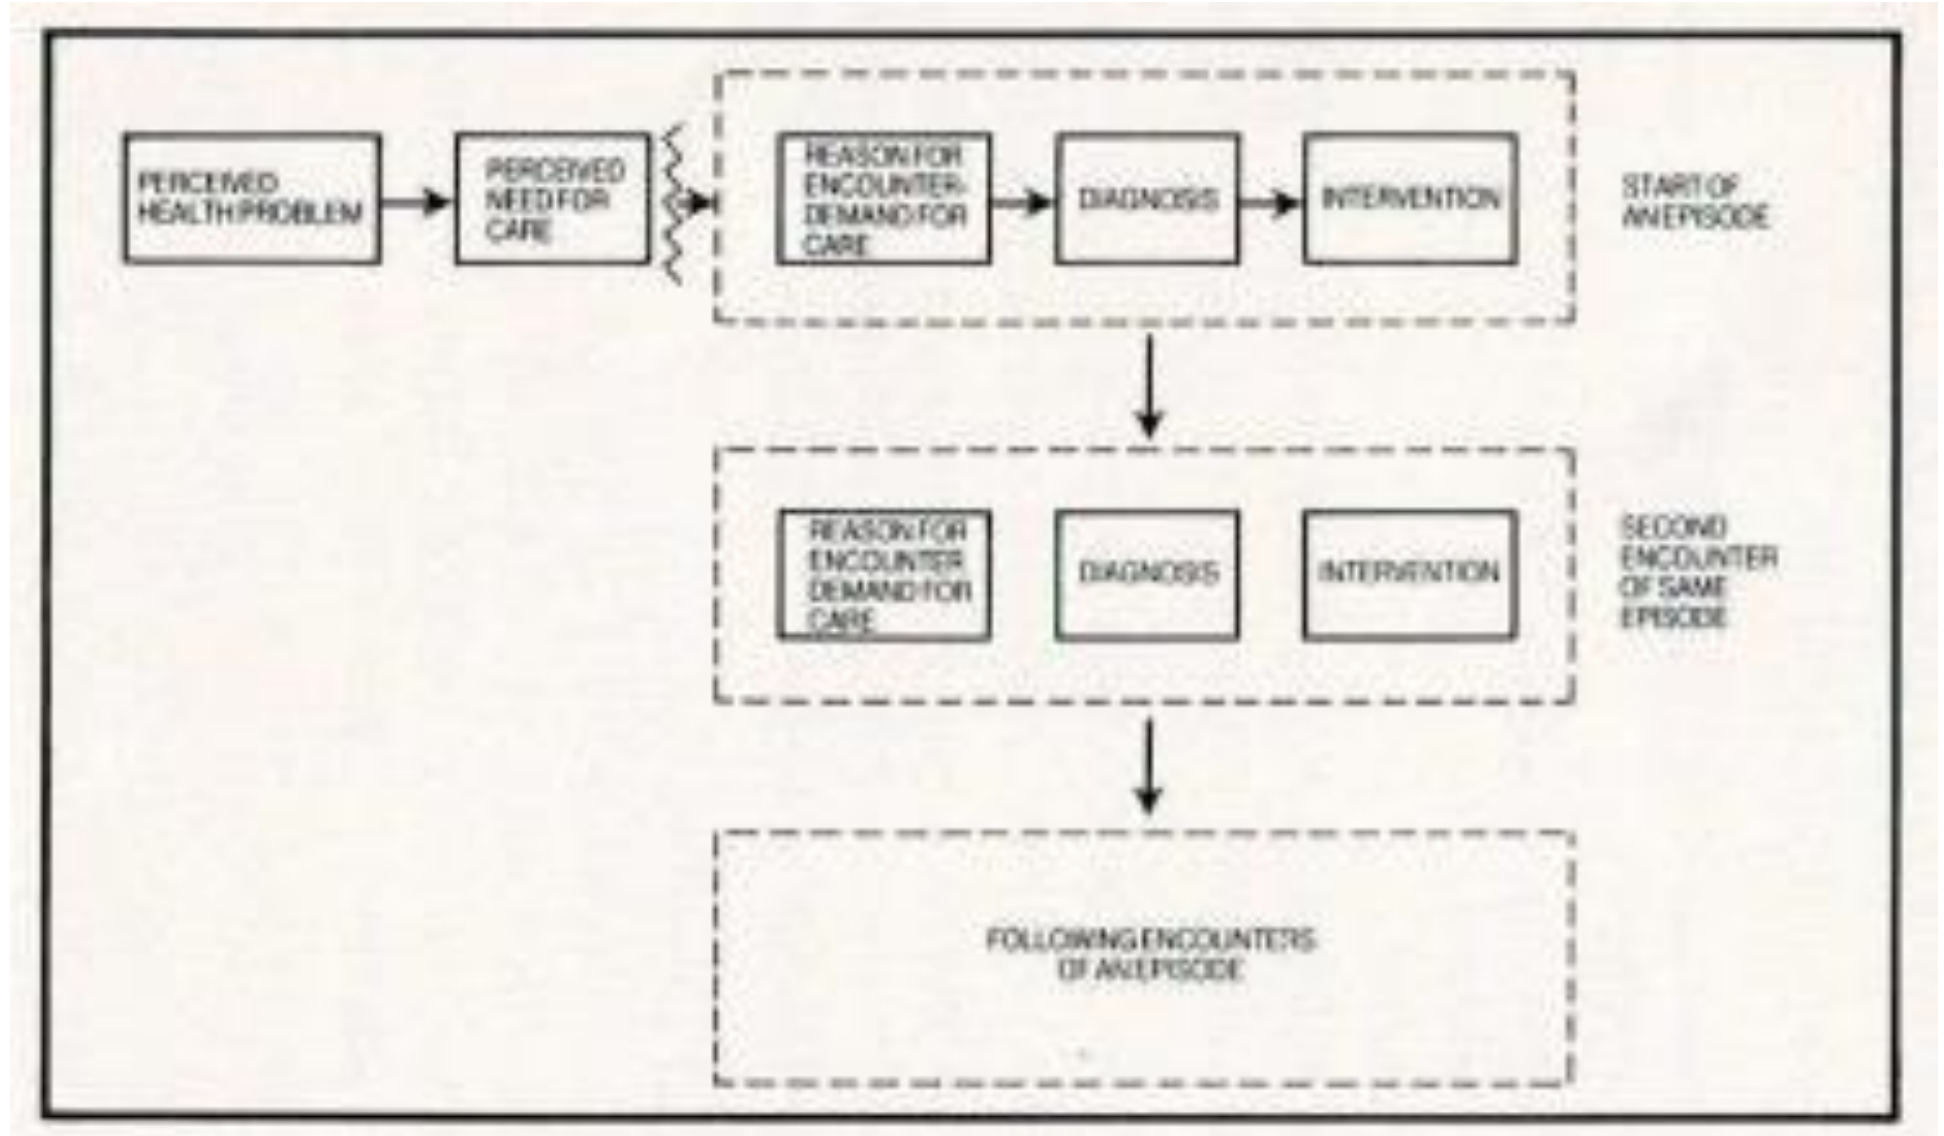 PERCEIVED
HEALTH PROBLEM
PERCEIVED
NEED FOR
CARE
REASON FOR
ENCOUNTER-
DEMAND FOR
CARE
DIAGNOSIS
INTERVENTION
START OF
AN EPISODE
REASON FOR
ENCOUNTER
DEMAND FOR
CARE
DIAGNOSIS
INTERVENTION
SECOND
ENCOUNTER
OF SAME
EPISODE
FOLLOWING ENCOUNTERS
OF AN EPISODE